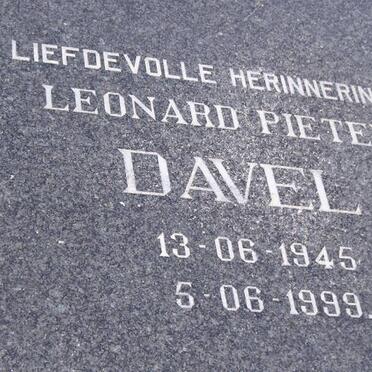 LIEFDEVOLLE HERINNERIN
LEONARD PIETE
DAVEL
13-06-1945
5-06-1999.